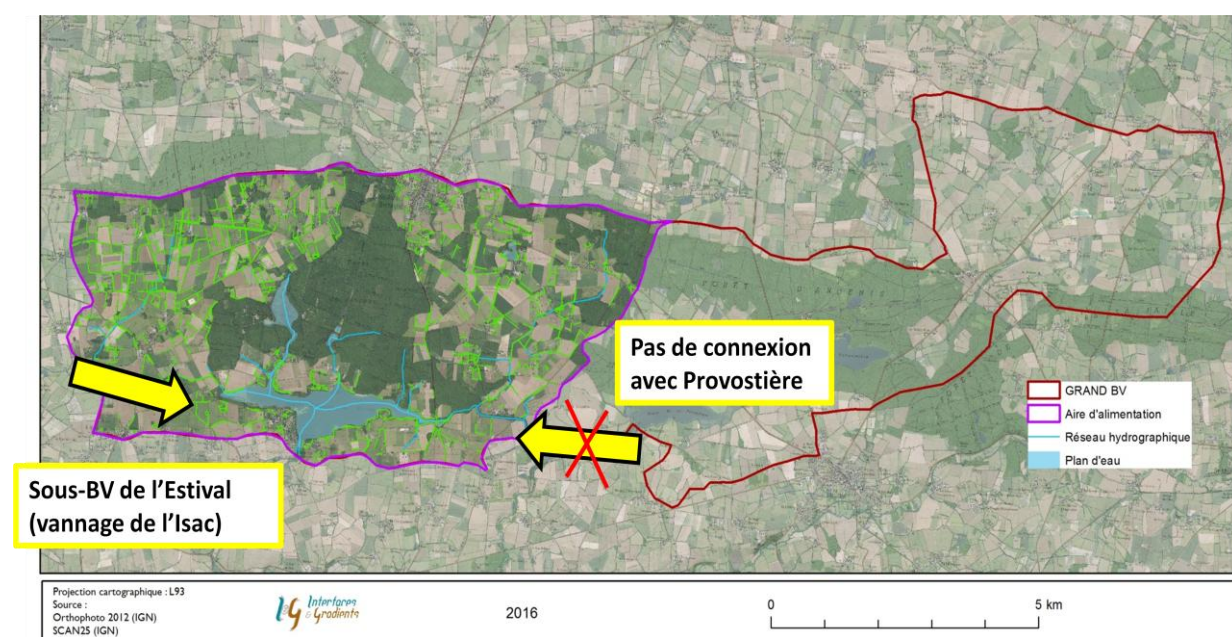 Pas de connexion
avec Provostière
Sous-BV de l’Estival
(vannage de l’Isac)
GRAND BV
Aire d'alimentation
Réseau hydrographique
Plan d'eau
Projection cartographique : L93
Source :
Orthophoto 2012 (IGN)
SCAN25 (IGN)
I&G Interfaces
& Gradients
2016
0
5 km